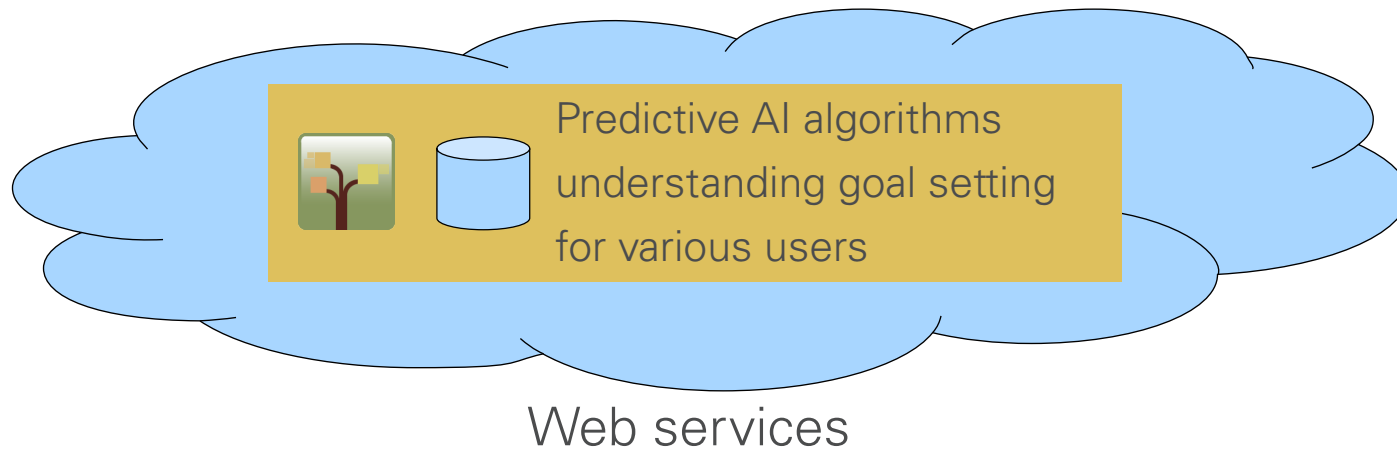 Predictive AI algorithms
understanding goal setting
for various users
Web services